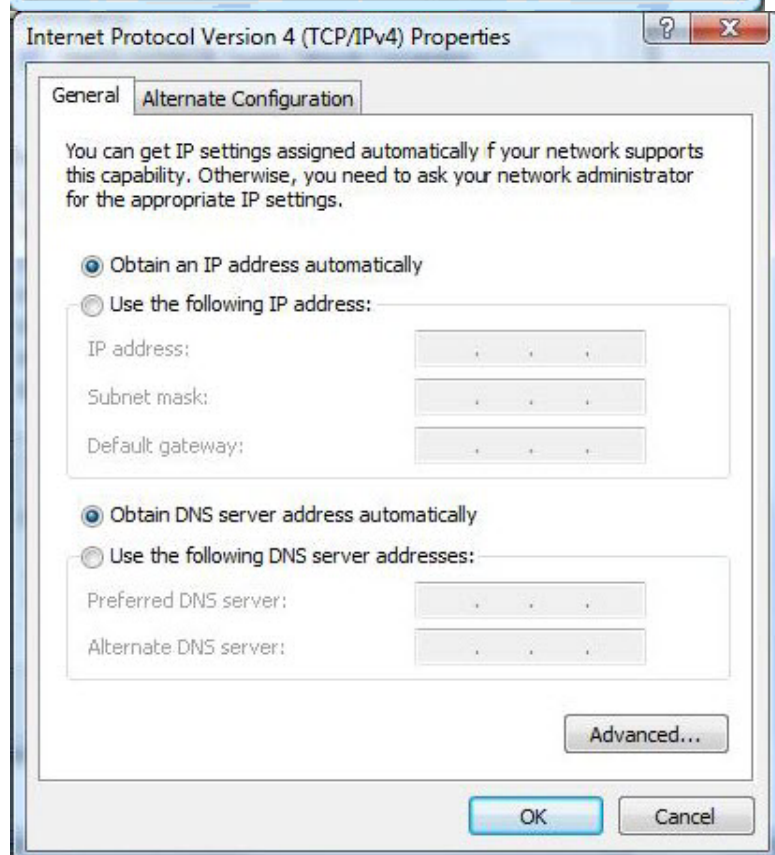 Internet Protocol Version 4 (TCP/IPv4) Properties
General
Alternate Configuration
You can get IP settings assigned automatically if your network supports
this capability. Otherwise, you need to ask your network administrator
for the appropriate IP settings.
Obtain an IP address automatically
Use the following IP address:
IP address:
Subnet mask:
Default gateway:
Obtain DNS server address automatically
Use the following DNS server addresses:
Preferred DNS server:
Alternate DNS server:
Advanced...
OK
Cancel